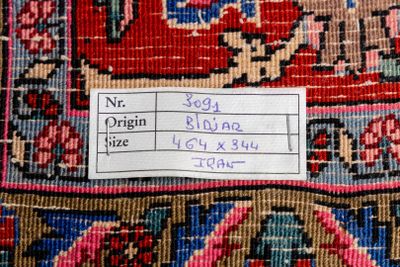 Nr. 3091
Origin BIDJAR
Size 464 x 344
IRAN